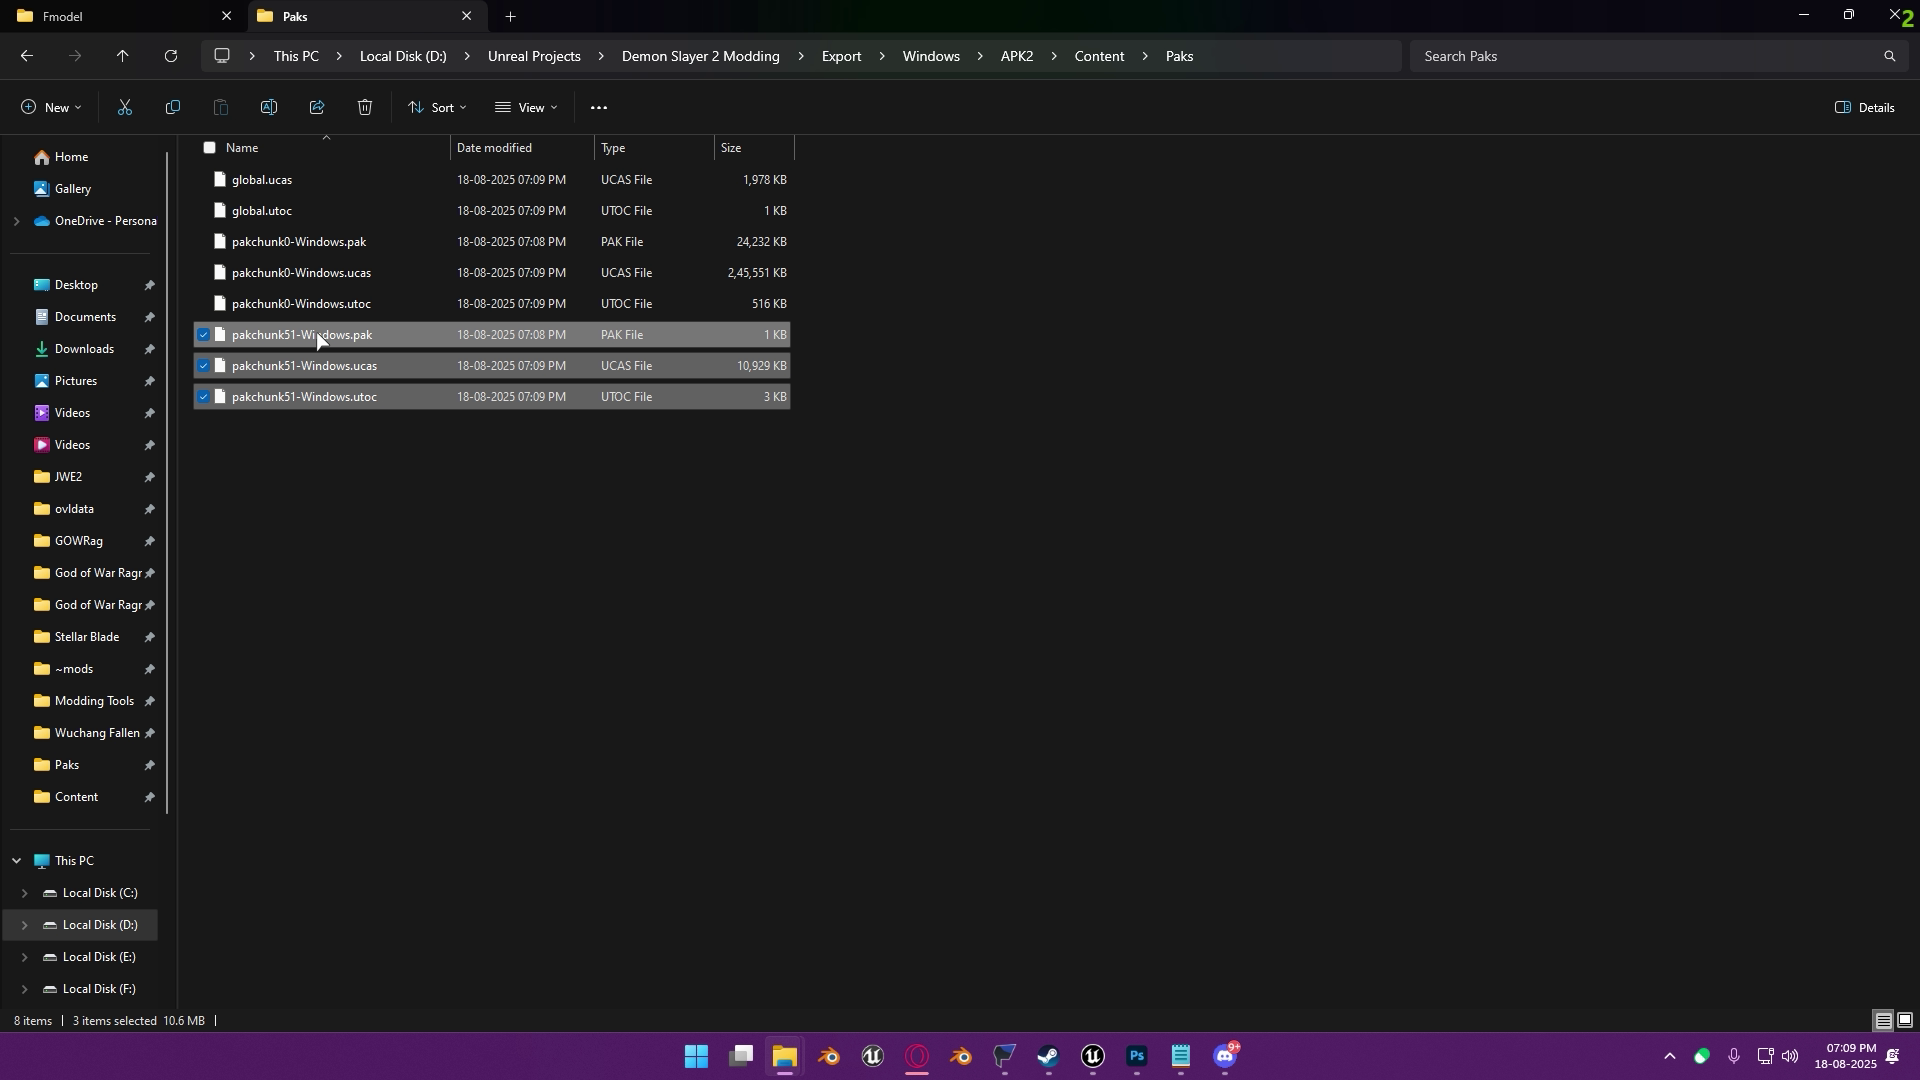 Fmodel
Paks
2
This PC
Local Disk (D:)
Unreal Projects
Demon Slayer 2 Modding
Export
Windows
APK2
Content
Paks
Search Paks
New
Sort
View
Details
Name
Date modified
Type
Size
global.ucas 18-08-2025 07:09 PM UCAS File 1,978 KB
global.utoc 18-08-2025 07:09 PM UTOC File 1 KB
pakchunk0-Windows.pak 18-08-2025 07:08 PM PAK File 24,232 KB
pakchunk0-Windows.ucas 18-08-2025 07:09 PM UCAS File 2,45,551 KB
pakchunk0-Windows.utoc 18-08-2025 07:09 PM UTOC File 516 KB
pakchunk51-Windows.pak 18-08-2025 07:08 PM PAK File 1 KB
pakchunk51-Windows.ucas 18-08-2025 07:09 PM UCAS File 10,929 KB
pakchunk51-Windows.utoc 18-08-2025 07:09 PM UTOC File 3 KB
Home
Gallery
OneDrive - Persona
Desktop
Documents
Downloads
Pictures
Videos
Videos
JWE2
ovldata
GOWRag
God of War Ragr
God of War Ragr
Stellar Blade
~mods
Modding Tools
Wuchang Fallen
Paks
Content
This PC
Local Disk (C:)
Local Disk (D:)
Local Disk (E:)
Local Disk (F:)
8 items
3 items selected 10.6 MB
Ps
9+
07:09 PM
18-08-2025